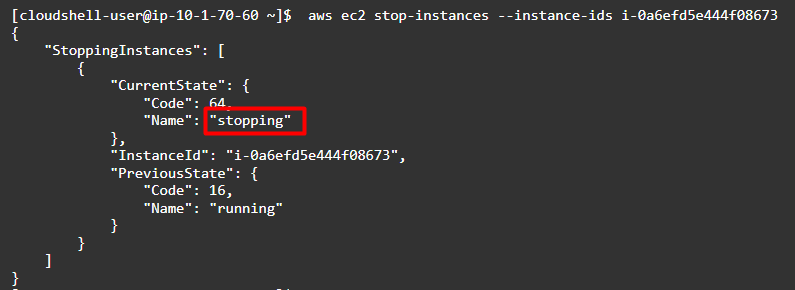 [cloudshell-user@ip-10-1-70-60 ~]$  aws ec2 stop-instances --instance-ids i-0a6efd5e444f08673
{
    "StoppingInstances": [
        {
            "CurrentState": {
                "Code": 64,
                "Name": "stopping"
            },
            "InstanceId": "i-0a6efd5e444f08673",
            "PreviousState": {
                "Code": 16,
                "Name": "running"
            }
        }
    ]
}